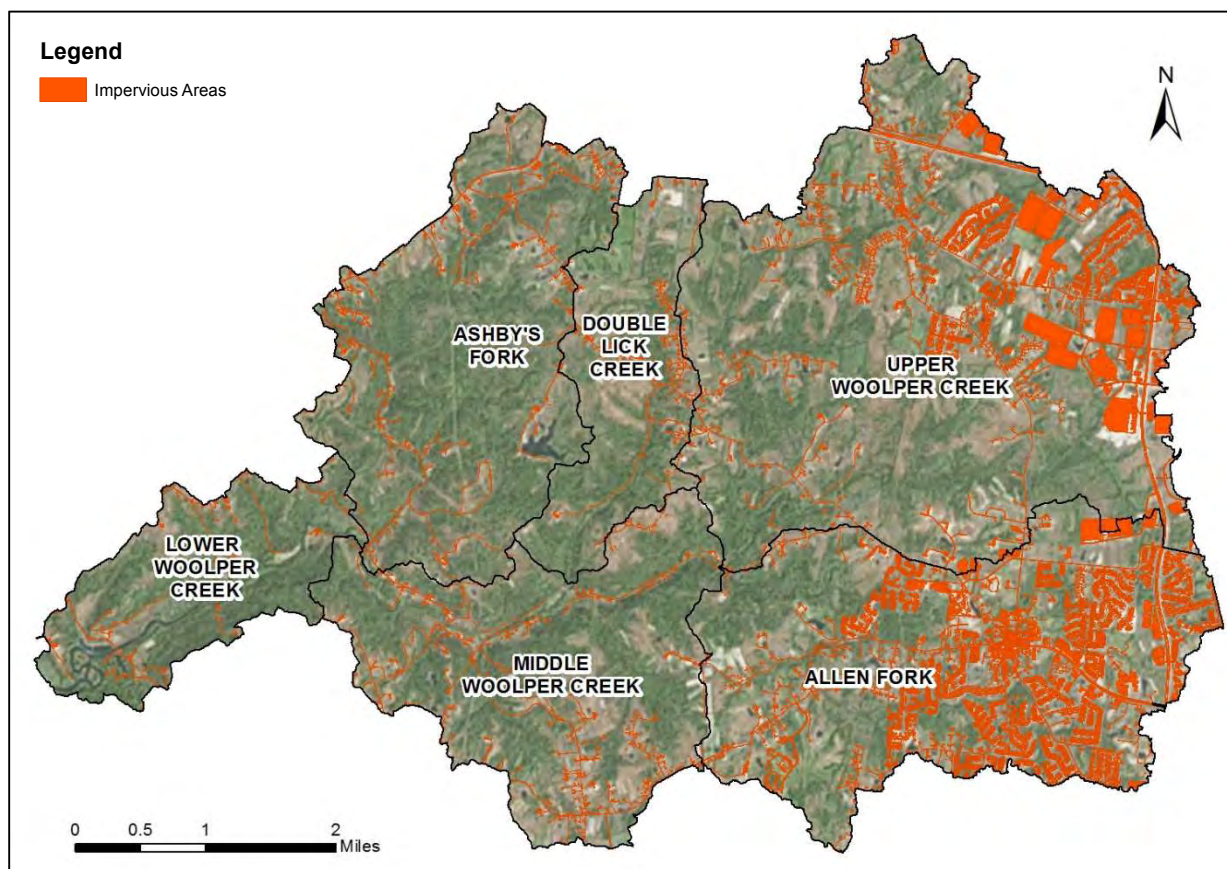 Legend
Impervious Areas
N
ASHBY'S
FORK
DOUBLE
LICK
CREEK
UPPER
WOOLPER CREEK
LOWER
WOOLPER
CREEK
MIDDLE
WOOLPER CREEK
ALLEN FORK
0 0.5 1 2
Miles